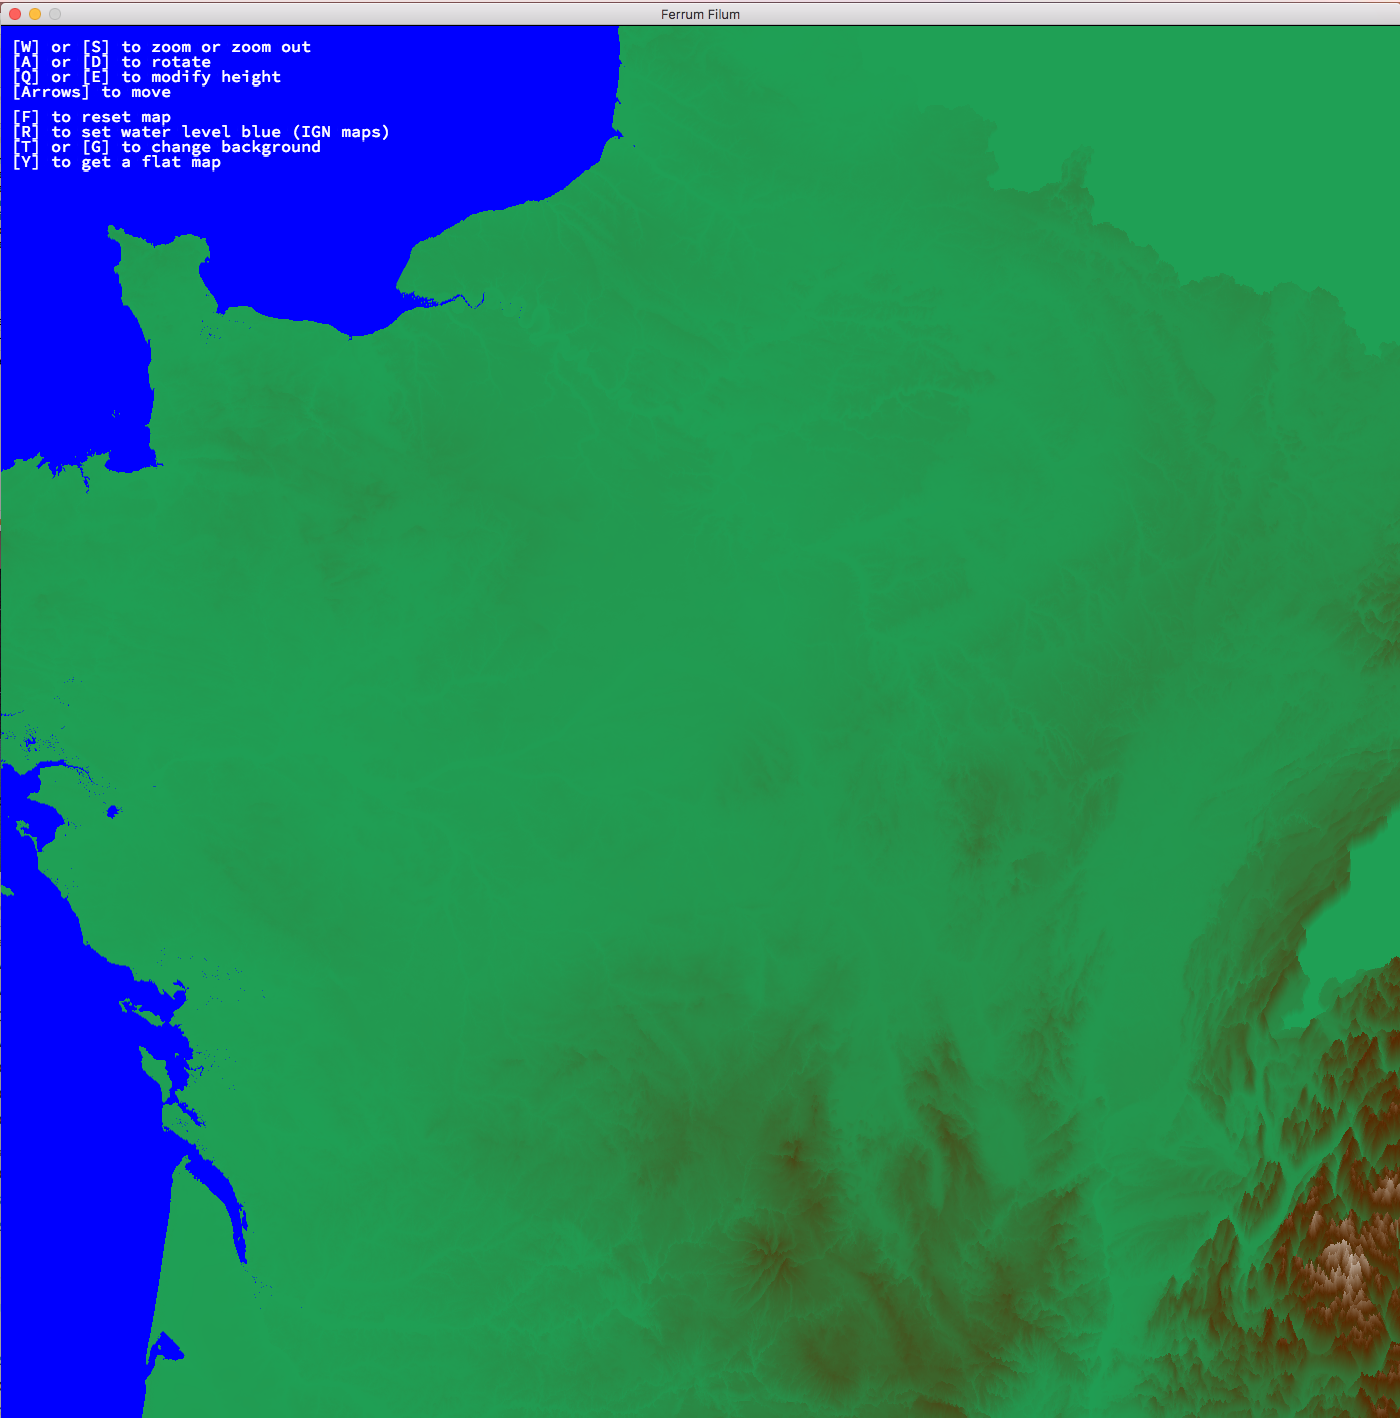 Ferrum Filum
[W] or [S] to zoom or zoom out
[A] or [D] to rotate
[Q] or [E] to modify height
[Arrows] to move
[F] to reset map
[R] to set water level blue (IGN maps)
[T] or [G] to change background
[Y] to get a flat map